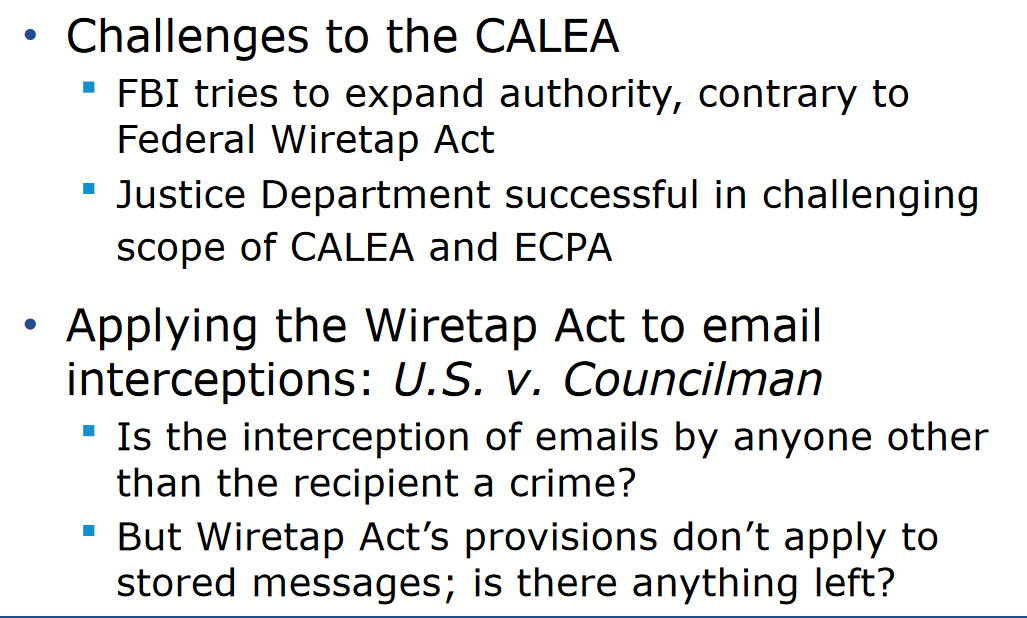 • Challenges to the CALEA
▪ FBI tries to expand authority, contrary to
Federal Wiretap Act
▪ Justice Department successful in challenging
scope of CALEA and ECPA
• Applying the Wiretap Act to email
interceptions: U.S. v. Councilman
▪ Is the interception of emails by anyone other
than the recipient a crime?
▪ But Wiretap Act’s provisions don’t apply to
stored messages; is there anything left?